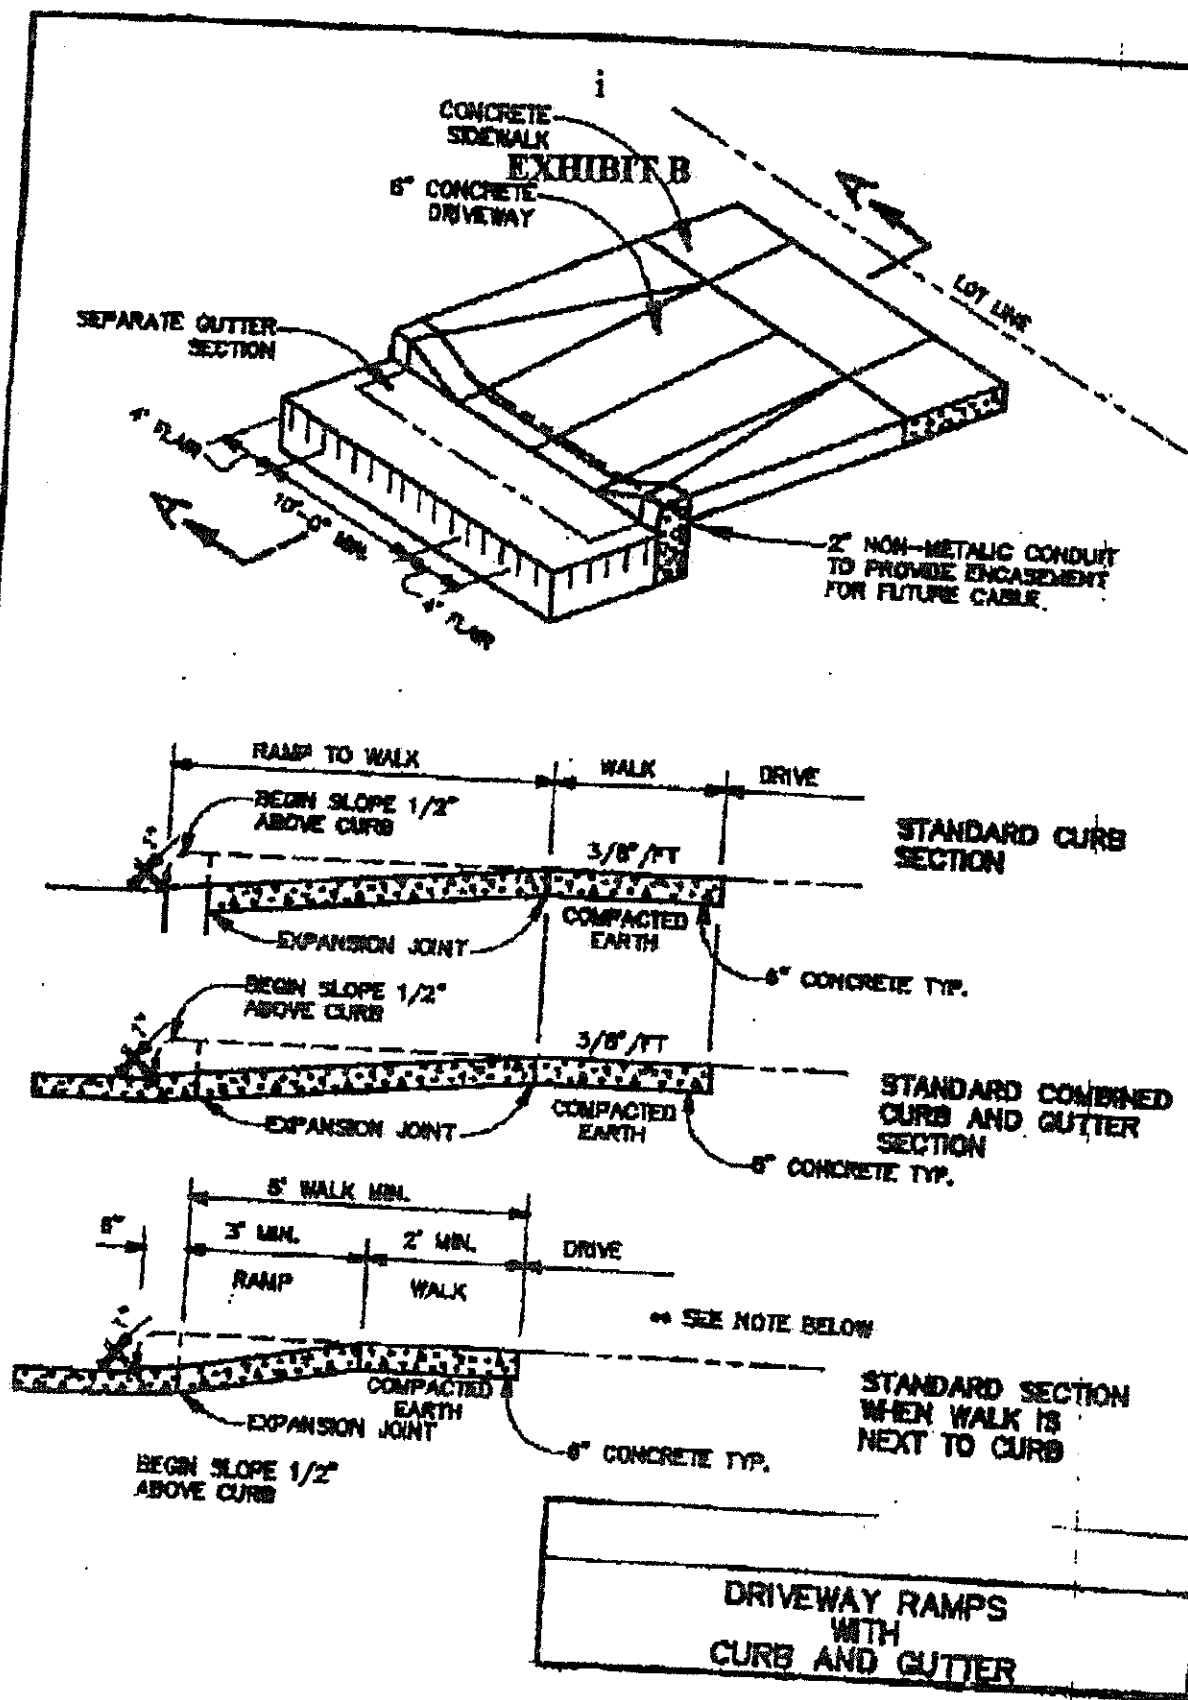 i
CONCRETE
SIDEWALK
EXHIBIT B
6" CONCRETE
DRIVEWAY
LOT LINE
SEPARATE GUTTER
SECTION
4' FLAIR
A
A
10'-0" MIN.
4' FLAIR
2" NON-METALIC CONDUIT
TO PROVIDE ENCASEMENT
FOR FUTURE CABLE.
RAMP TO WALK
WALK
DRIVE
BEGIN SLOPE 1/2"
ABOVE CURB
3/8"/FT
STANDARD CURB
SECTION
EXPANSION JOINT
COMPACTED
EARTH
6" CONCRETE TYP.
BEGIN SLOPE 1/2"
ABOVE CURB
3/8"/FT
STANDARD COMBINED
CURB AND GUTTER
SECTION
EXPANSION JOINT
COMPACTED
EARTH
6" CONCRETE TYP.
5' WALK MIN.
6"
3' MIN.
2' MIN.
DRIVE
RAMP
WALK
** SEE NOTE BELOW
COMPACTED
EARTH
STANDARD SECTION
WHEN WALK IS
NEXT TO CURB
EXPANSION JOINT
6" CONCRETE TYP.
BEGIN SLOPE 1/2"
ABOVE CURB
DRIVEWAY RAMPS
WITH
CURB AND GUTTER